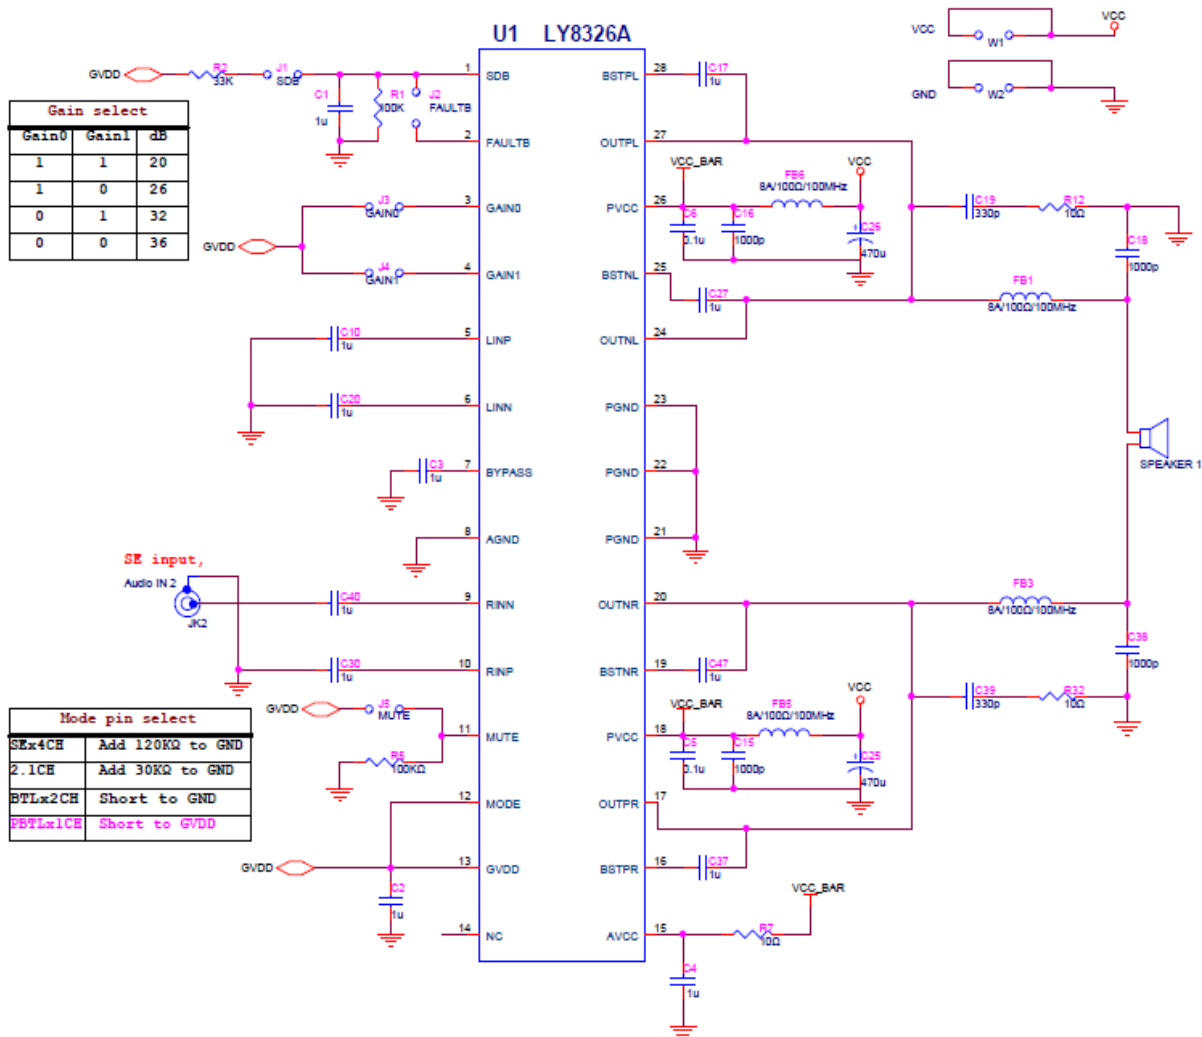 U1 LY8326A
VCC
W1
VCC
GND
W2
GVDD
R2
33K
J1
SDB
C1
1u
R1
100K
J2
FAULTB
1
SDB
2
FAULTB
Gain select
Gain0 Gain1 dB
1 1 20
1 0 26
0 1 32
0 0 36
GVDD
J3
GAIN0
J4
GAIN1
3
GAIN0
4
GAIN1
C10
1u
5
LINP
C20
1u
6
LINN
C3
1u
7
BYPASS
8
AGND
SE input,
Audio IN 2
JK2
C40
1u
9
RINN
C30
1u
10
RINP
GVDD
J5
MUTE
11
MUTE
R5
100KΩ
Mode pin select
SEx4CH Add 120KΩ to GND
2.1CH Add 30KΩ to GND
BTLx2CH Short to GND
PBTLx1CH Short to GVDD
12
MODE
GVDD
13
GVDD
C2
1u
14
NC
BSTPL
28
C17
1u
OUTPL
27
VCC_BAR
VCC
FB6
8A/100Ω/100MHz
PVCC
26
C6
0.1u
C16
1000p
C26
470u
BSTNL
25
C27
1u
OUTNL
24
C19
330p
R12
10Ω
C18
1000p
FB1
8A/100Ω/100MHz
PGND
23
PGND
22
PGND
21
SPEAKER 1
OUTNR
20
FB3
8A/100Ω/100MHz
BSTNR
19
C47
1u
C38
1000p
C39
330p
R32
10Ω
VCC_BAR
VCC
FB5
8A/100Ω/100MHz
PVCC
18
C5
0.1u
C15
1000p
C25
470u
OUTPR
17
BSTPR
16
C37
1u
VCC_BAR
AVCC
15
R7
10Ω
C4
1u